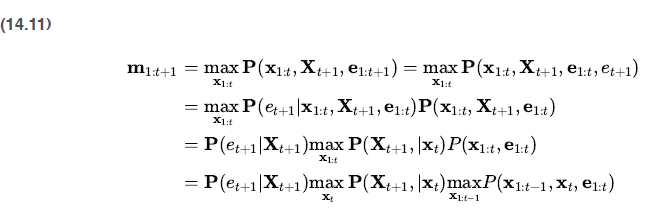 (14.11)
m₁:ₜ₊₁ = max_{x₁:ₜ} P(x₁:ₜ, Xₜ₊₁, e₁:ₜ₊₁) = max_{x₁:ₜ} P(x₁:ₜ, Xₜ₊₁, e₁:ₜ, eₜ₊₁)
= max_{x₁:ₜ} P(eₜ₊₁|x₁:ₜ, Xₜ₊₁, e₁:ₜ)P(x₁:ₜ, Xₜ₊₁, e₁:ₜ)
= P(eₜ₊₁|Xₜ₊₁)max_{x₁:ₜ} P(Xₜ₊₁,|xₜ)P(x₁:ₜ, e₁:ₜ)
= P(eₜ₊₁|Xₜ₊₁)max_{xₜ} P(Xₜ₊₁,|xₜ)max_{x₁:ₜ₋₁}P(x₁:ₜ₋₁, xₜ, e₁:ₜ)